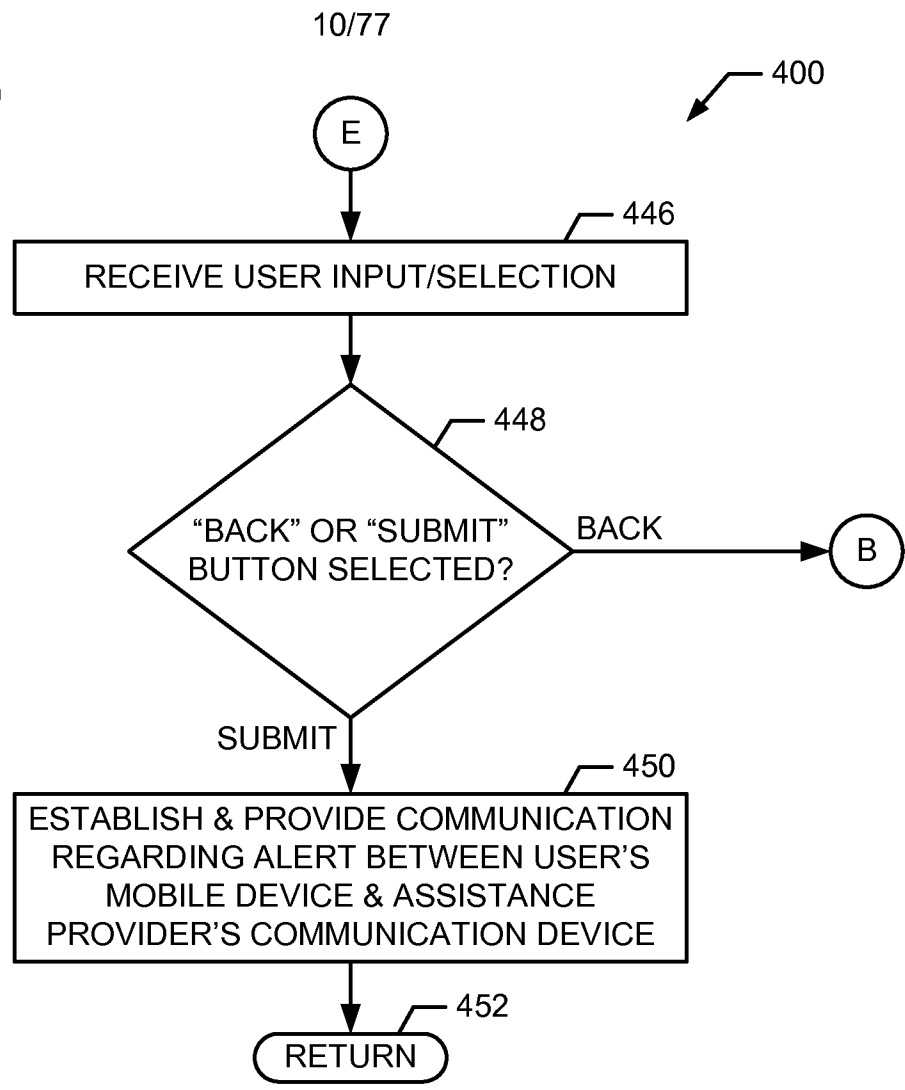 10/77
400
E
446
RECEIVE USER INPUT/SELECTION
448
“BACK” OR “SUBMIT”
BUTTON SELECTED?
BACK
B
SUBMIT
450
ESTABLISH & PROVIDE COMMUNICATION
REGARDING ALERT BETWEEN USER’S
MOBILE DEVICE & ASSISTANCE
PROVIDER’S COMMUNICATION DEVICE
452
RETURN